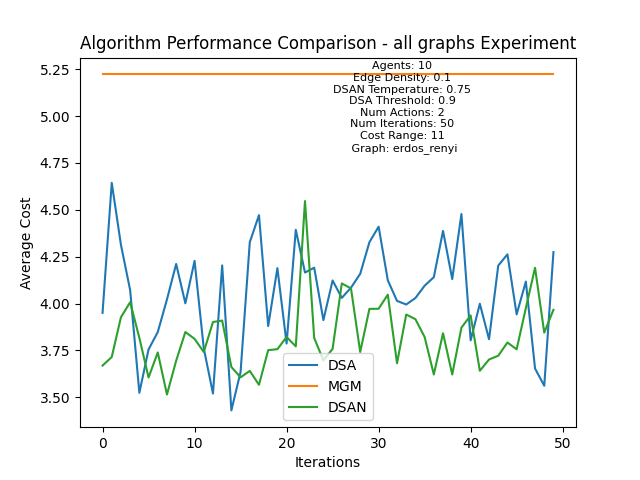 Algorithm Performance Comparison - all graphs Experiment
Agents: 10
Edge Density: 0.1
DSAN Temperature: 0.75
DSA Threshold: 0.9
Num Actions: 2
Num Iterations: 50
Cost Range: 11
Graph: erdos_renyi
5.25
5.00
4.75
4.50
4.25
4.00
3.75
3.50
Average Cost
DSA
MGM
DSAN
0 10 20 30 40 50
Iterations